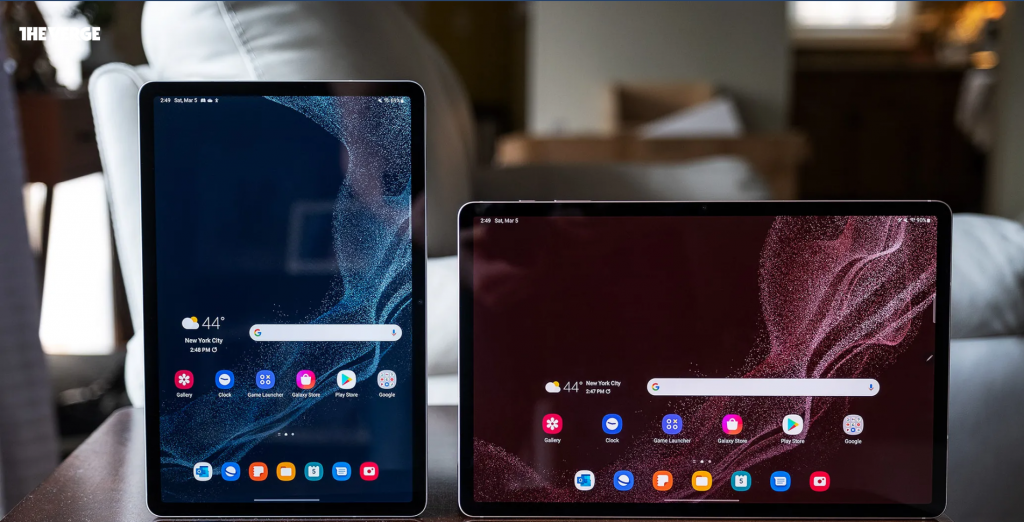 THE VERGE
2:49 Sat, Mar 5
44°
New York City
2:48 PM
Gallery Clock Game Launcher Galaxy Store Play Store Google
2:49 Sat, Mar 5
90%
44° New York City
2:47 PM
Gallery Clock Game Launcher Galaxy Store Play Store Google